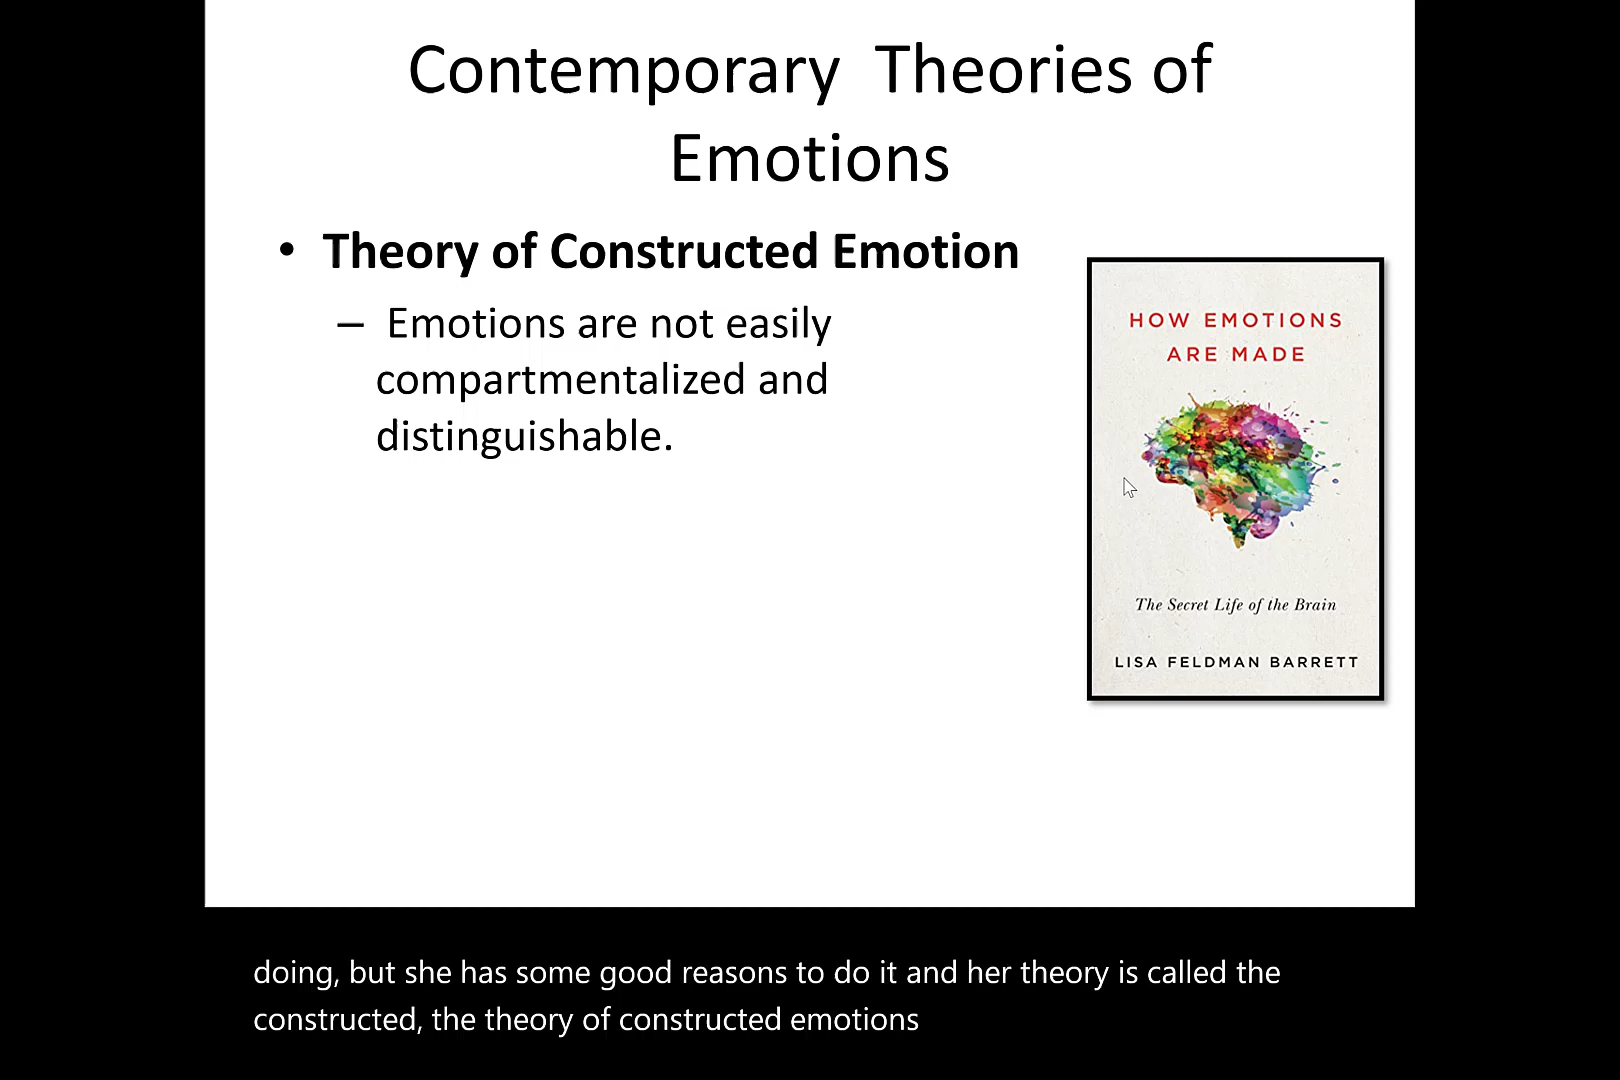 Contemporary  Theories of
Emotions
• Theory of Constructed Emotion
–  Emotions are not easily
compartmentalized and
distinguishable.
HOW EMOTIONS
ARE MADE
The Secret Life of the Brain
LISA FELDMAN BARRETT
doing, but she has some good reasons to do it and her theory is called the
constructed, the theory of constructed emotions